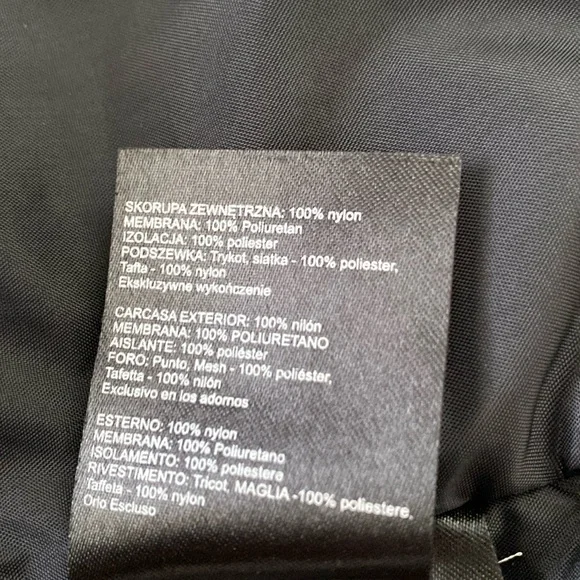 SKORUPA ZEWNĘTRZNA: 100% nylon
MEMBRANA: 100% Poliuretan
IZOLACJA: 100% poliester
PODSZEWKA: Trykot, siatka - 100% poliester,
Tafta - 100% nylon
Ekskluzywne wykończenie
CARCASA EXTERIOR: 100% nilón
MEMBRANA: 100% POLIURETANO
AISLANTE: 100% poliéster
FORO: Punto, Mesh - 100% poliéster,
Tafetta - 100% nilón
Exclusivo en los adornos
ESTERNO: 100% nylon
MEMBRANA: 100% Poliuretano
ISOLAMENTO: 100% poliestere
RIVESTIMENTO: Tricot, MAGLIA -100% poliestere,
Taffeta - 100% nylon
Orlo Escluso